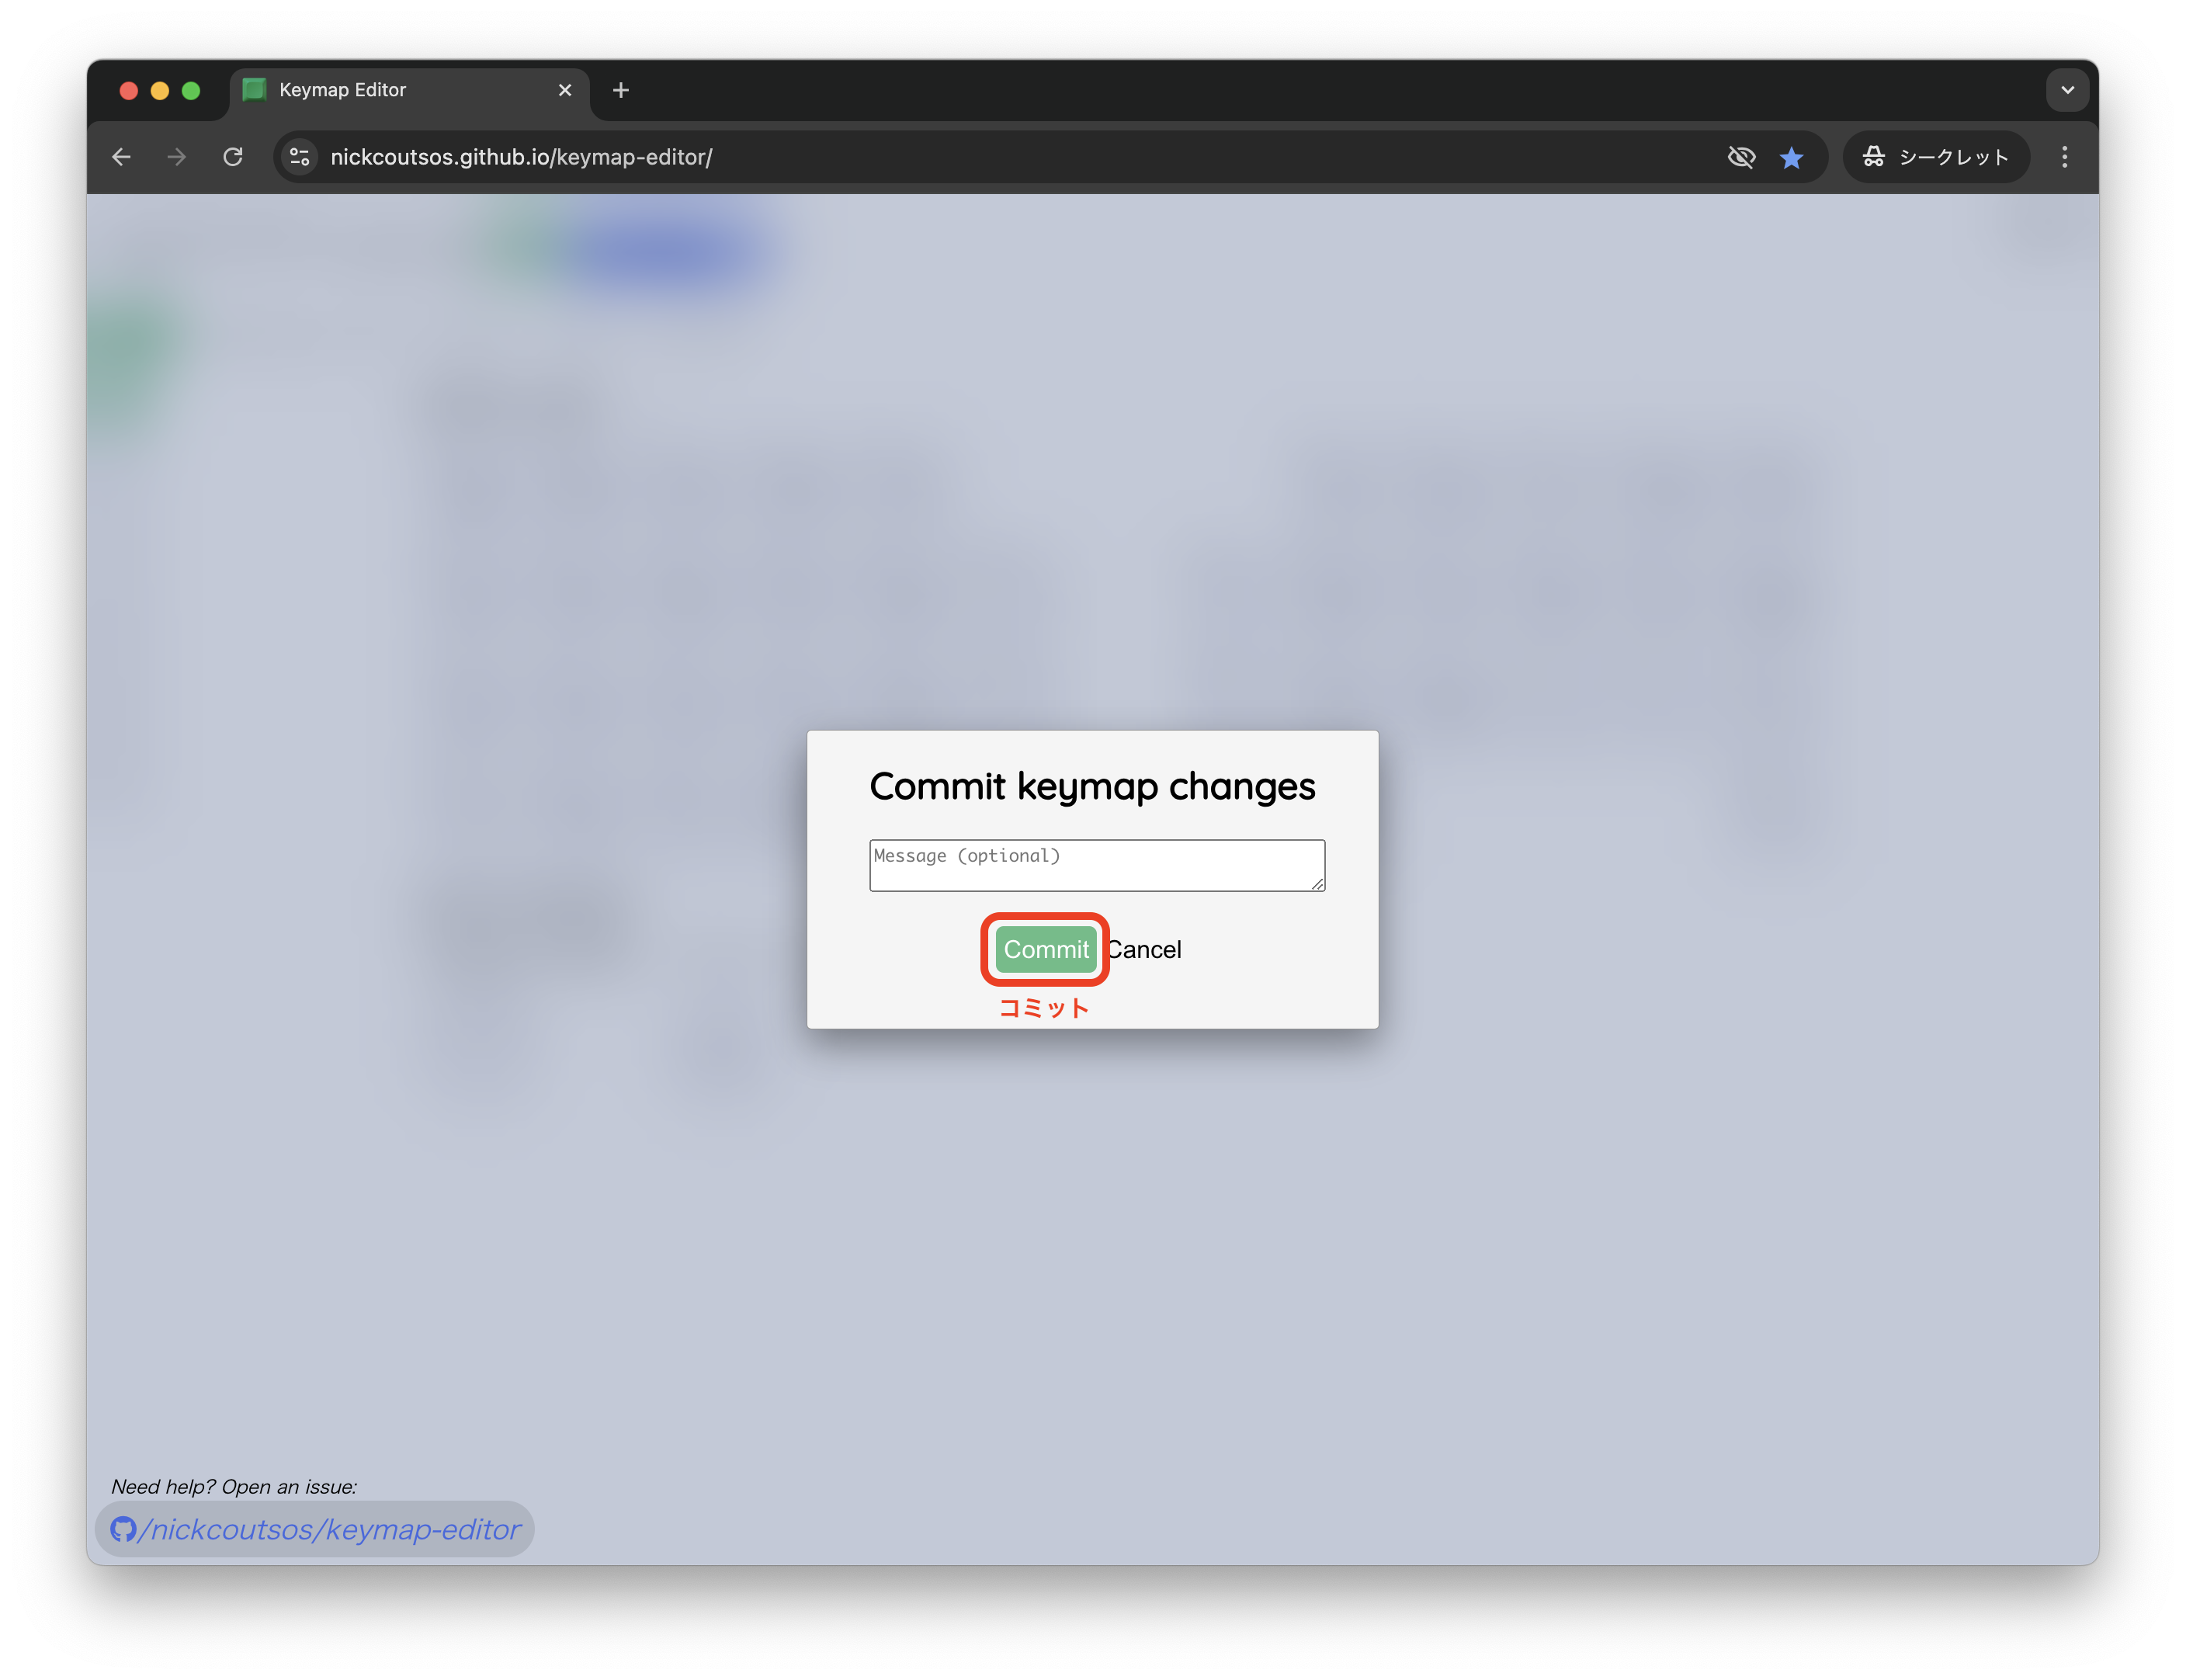 Keymap Editor
nickcoutsos.github.io/keymap-editor/
シークレット
Commit keymap changes
Message (optional)
Commit
Cancel
コミット
Need help? Open an issue:
/nickcoutsos/keymap-editor